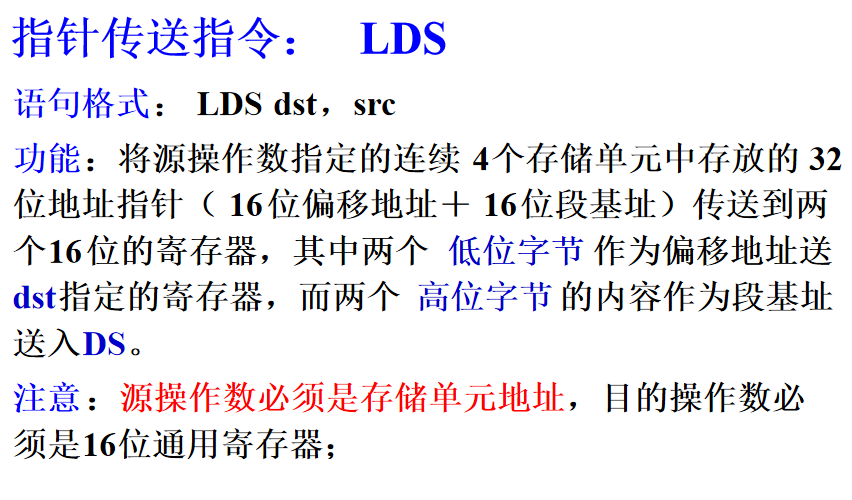 指针传送指令： LDS
语句格式： LDS dst，src
功能：将源操作数指定的连续 4个存储单元中存放的 32
位地址指针（ 16位偏移地址＋ 16位段基址）传送到两
个16位的寄存器，其中两个 低位字节 作为偏移地址送
dst指定的寄存器，而两个 高位字节 的内容作为段基址
送入DS。
注意：源操作数必须是存储单元地址，目的操作数必
须是16位通用寄存器；